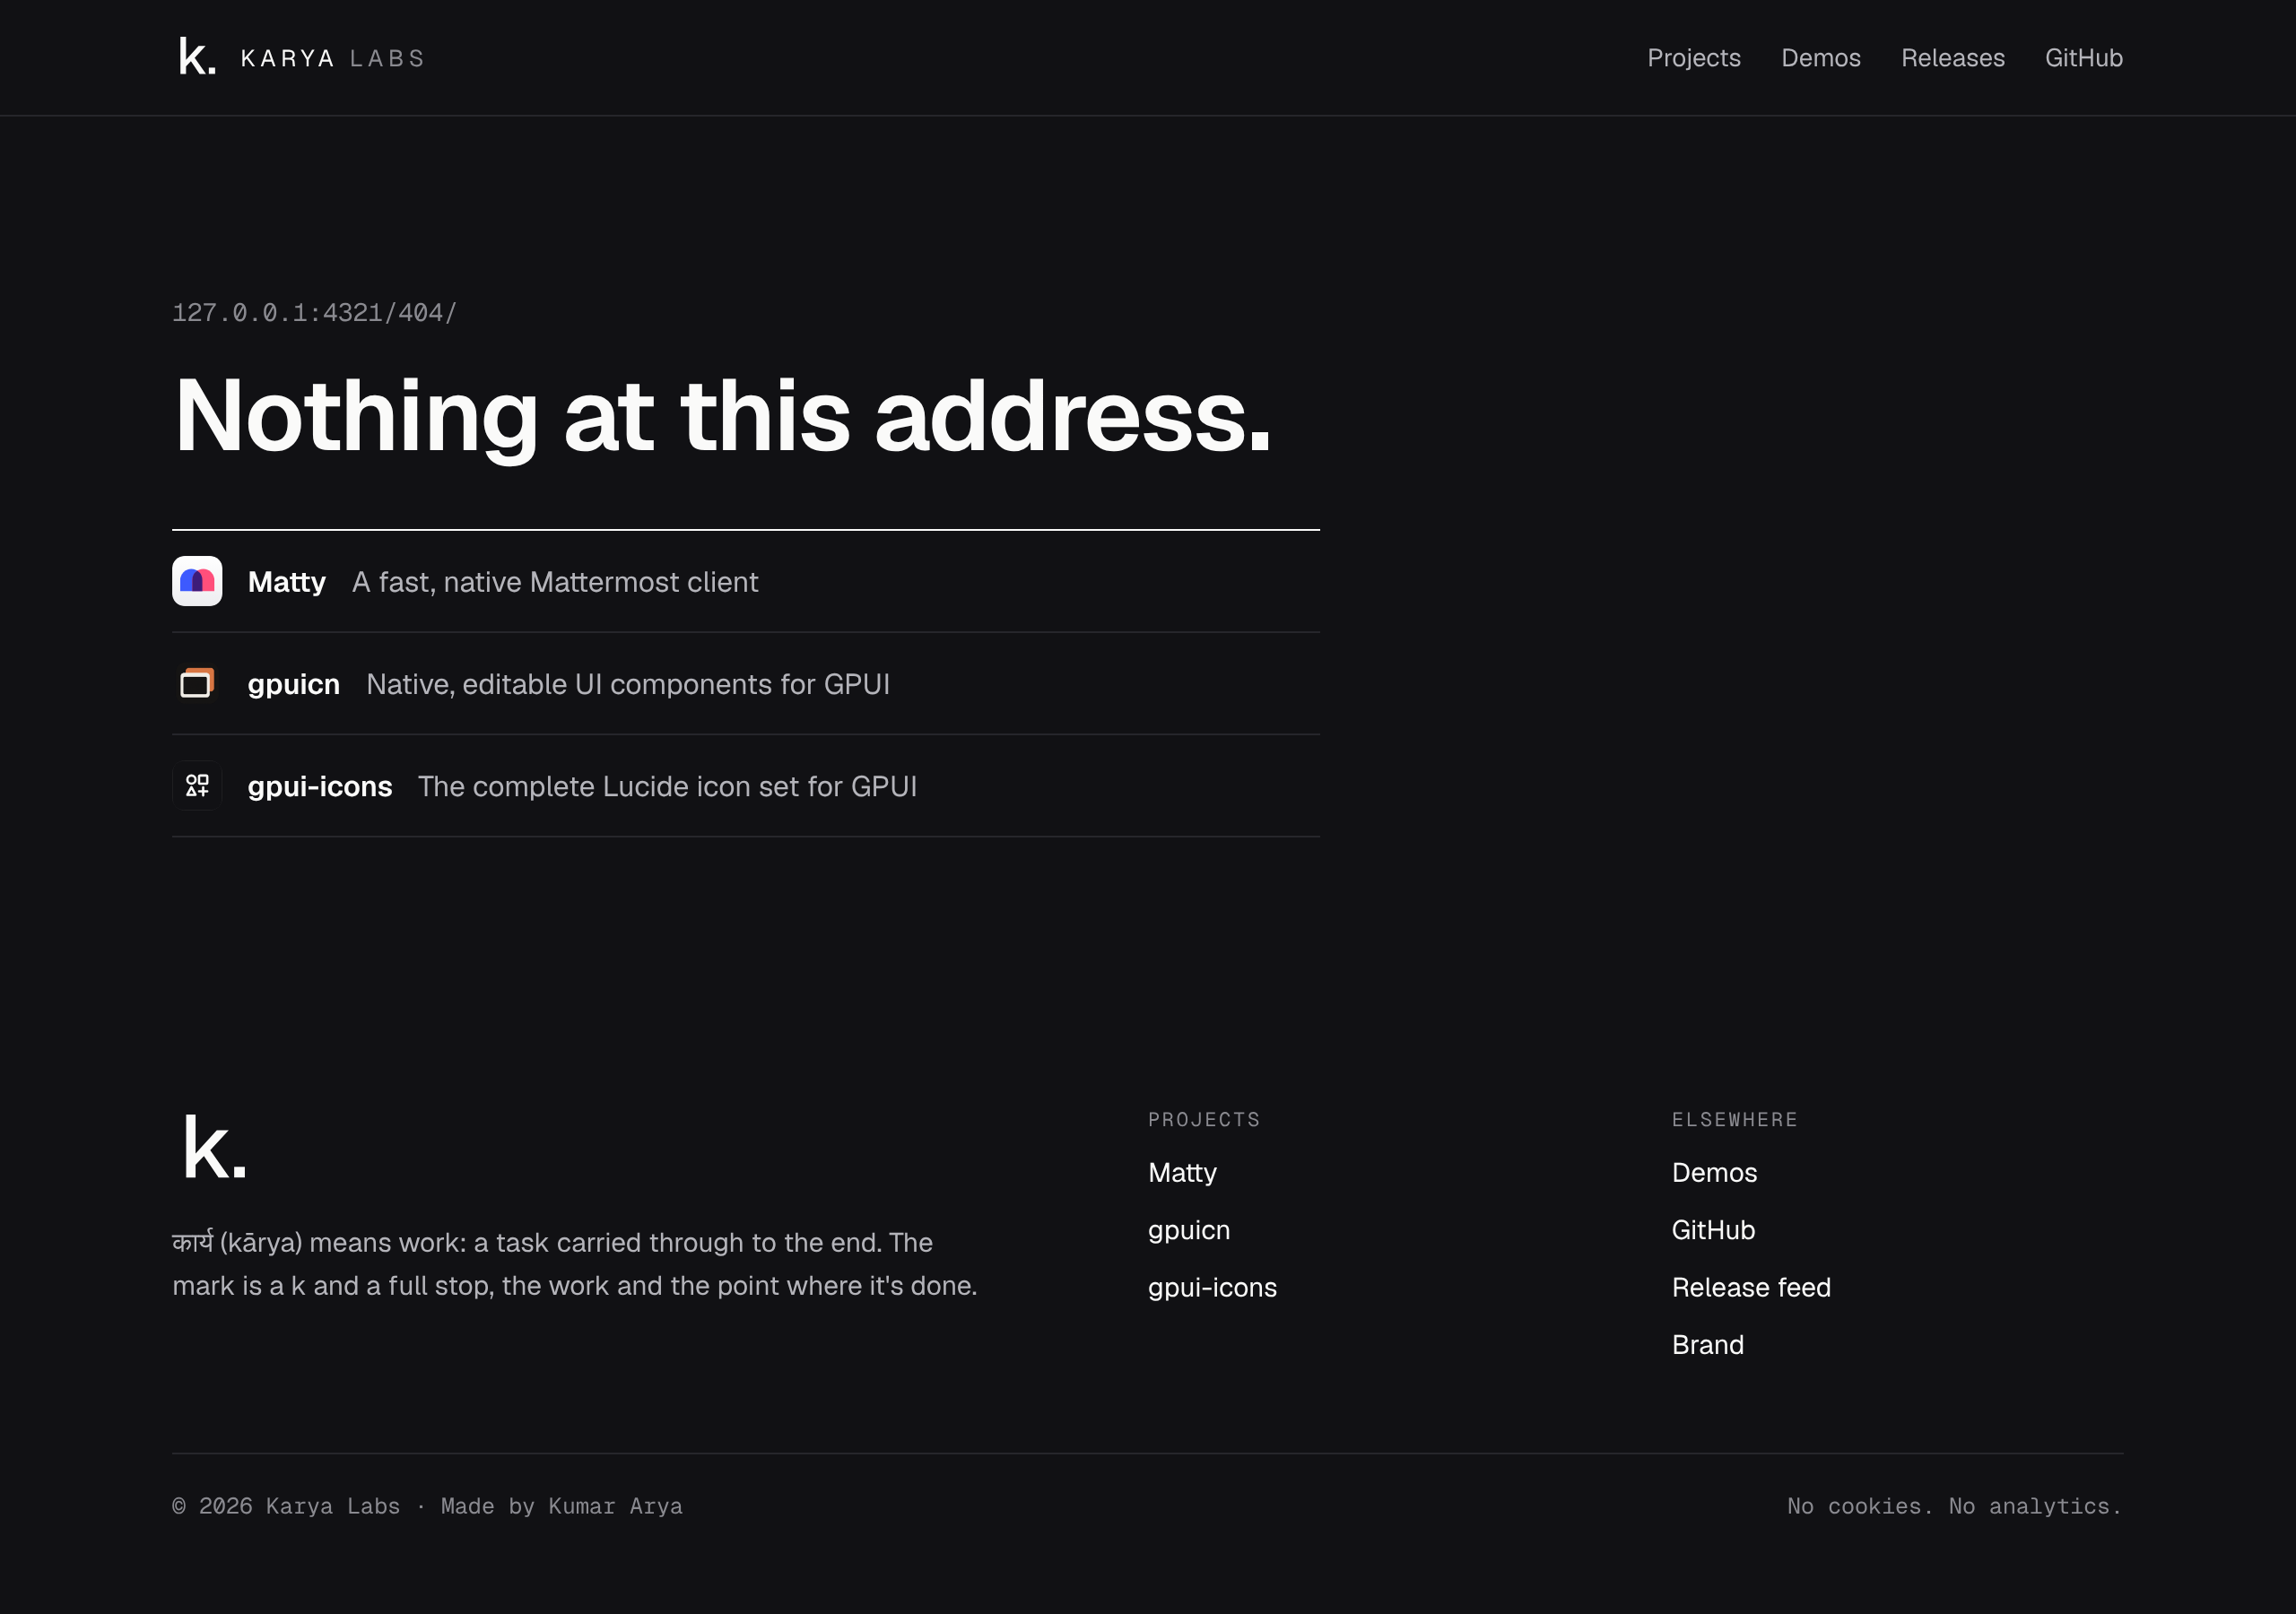 k. KARYA LABS
Projects Demos Releases GitHub
127.0.0.1:4321/404/
Nothing at this address.
Matty A fast, native Mattermost client
gpuicn Native, editable UI components for GPUI
gpui-icons The complete Lucide icon set for GPUI
k.
कार्य (kārya) means work: a task carried through to the end. The
mark is a k and a full stop, the work and the point where it's done.
PROJECTS
Matty
gpuicn
gpui-icons
ELSEWHERE
Demos
GitHub
Release feed
Brand
© 2026 Karya Labs · Made by Kumar Arya
No cookies. No analytics.